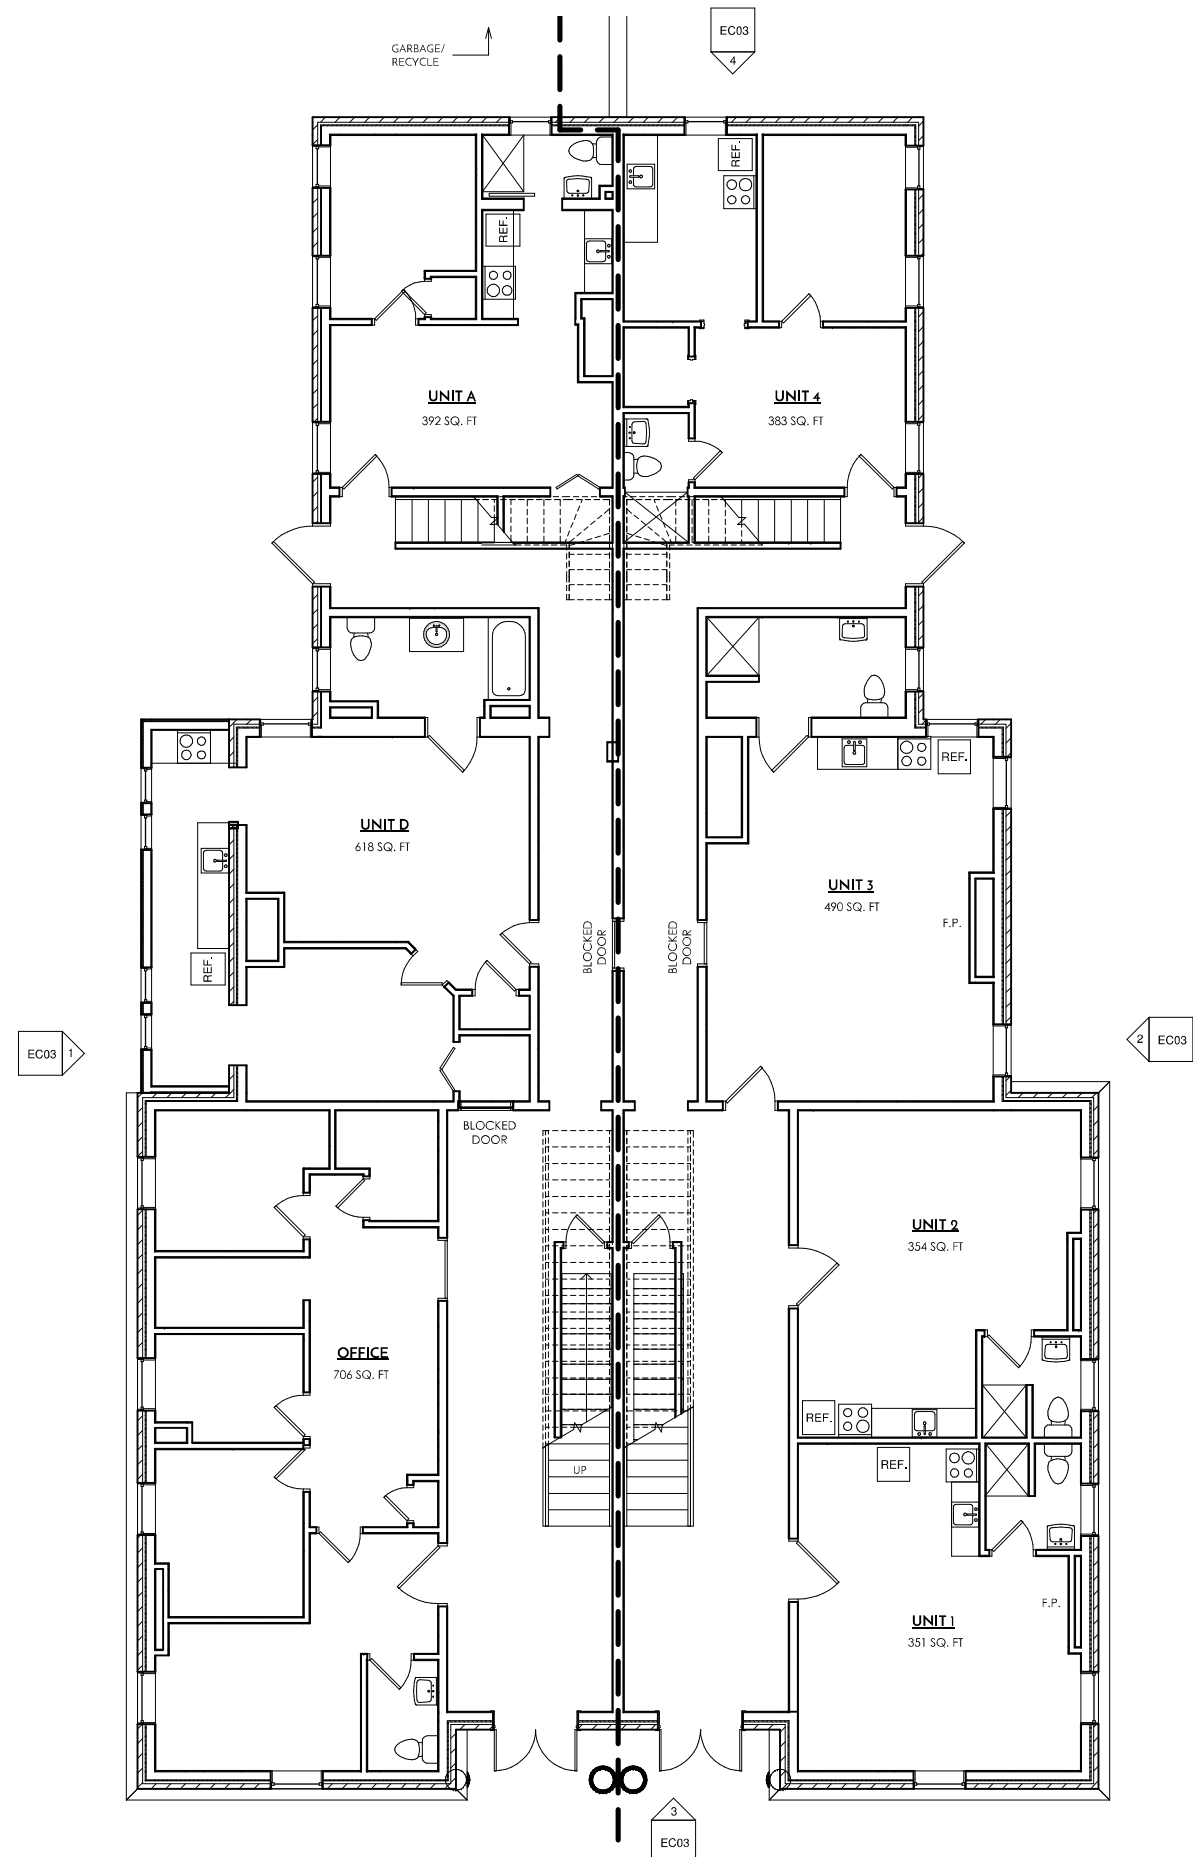 GARBAGE/
RECYCLE
EC03
4
REF.
REF.
UNIT A
392 SQ. FT
UNIT 4
383 SQ. FT
REF.
UNIT D
618 SQ. FT
UNIT 3
490 SQ. FT
F.P.
BLOCKED
DOOR
BLOCKED
DOOR
REF.
EC03
1
2
EC03
BLOCKED
DOOR
UNIT 2
354 SQ. FT
OFFICE
706 SQ. FT
REF.
UP
REF.
F.P.
UNIT 1
351 SQ. FT
3
EC03